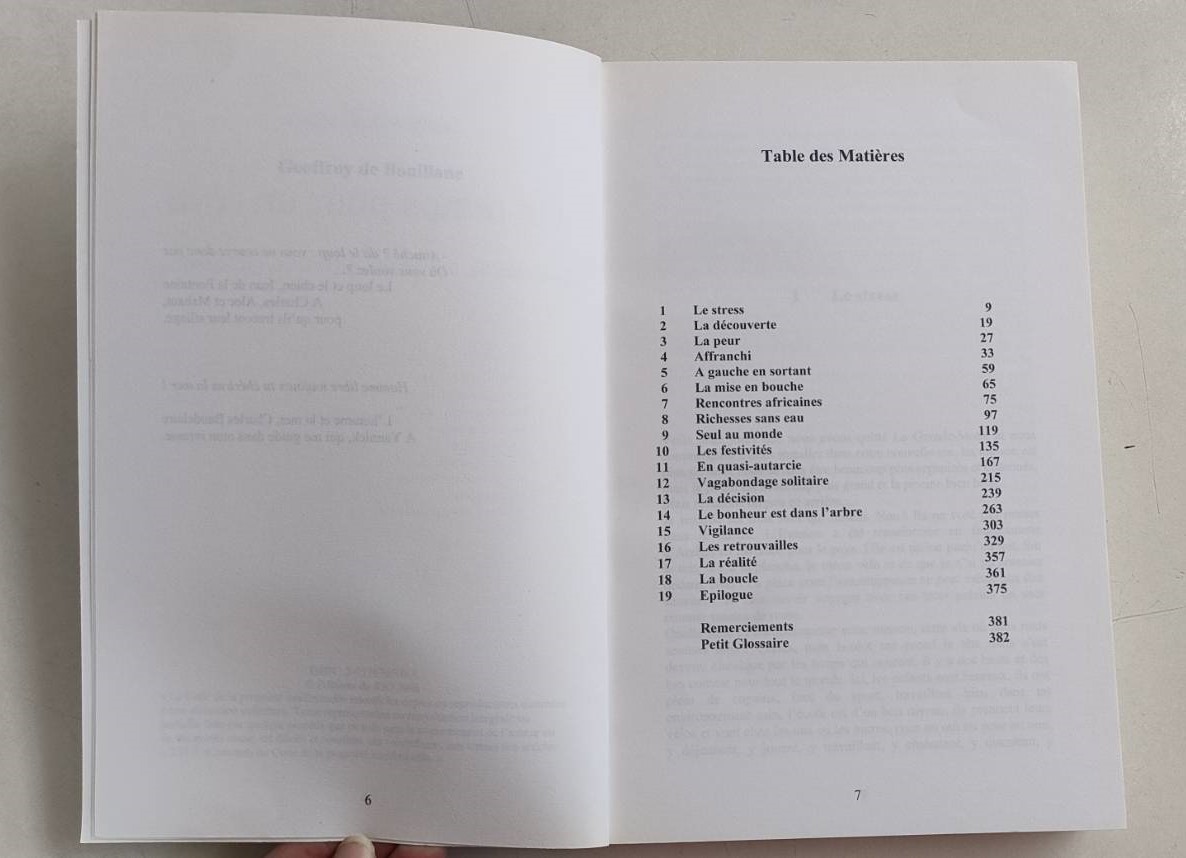 6
Table des Matières
1 Le stress 9
2 La découverte 19
3 La peur 27
4 Affranchi 33
5 A gauche en sortant 59
6 La mise en bouche 65
7 Rencontres africaines 75
8 Richesses sans eau 97
9 Seul au monde 119
10 Les festivités 135
11 En quasi-autarcie 167
12 Vagabondage solitaire 215
13 La décision 239
14 Le bonheur est dans l’arbre 263
15 Vigilance 303
16 Les retrouvailles 329
17 La réalité 357
18 La boucle 361
19 Epilogue 375
Remerciements 381
Petit Glossaire 382
7